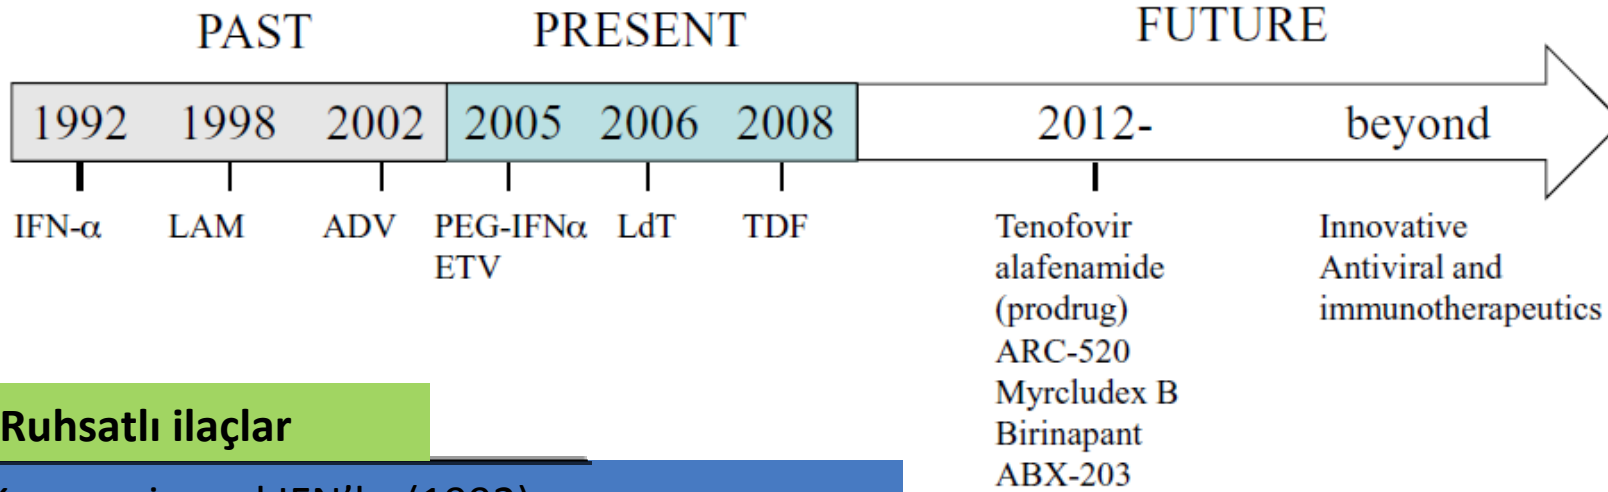 PAST PRESENT FUTURE
1992 1998 2002 2005 2006 2008 2012- beyond
IFN-α LAM ADV PEG-IFNα LdT TDF Tenofovir Innovative
ETV alafenamide Antiviral and
(prodrug) immunotherapeutics
ARC-520
Myrcludex B
Birinapant
ABX-203
Ruhsatlı ilaçlar